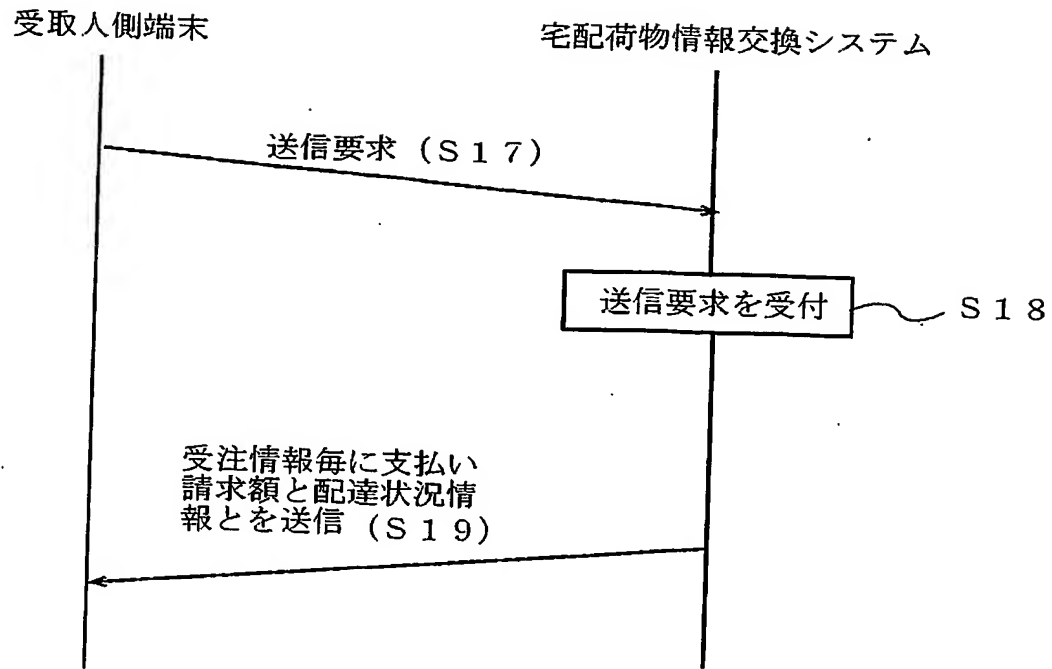 受取人側端末
宅配荷物情報交換システム
送信要求 (Ｓ１７)
送信要求を受付
Ｓ１８
受注情報毎に支払い
請求額と配達状況情
報とを送信 (Ｓ１９)